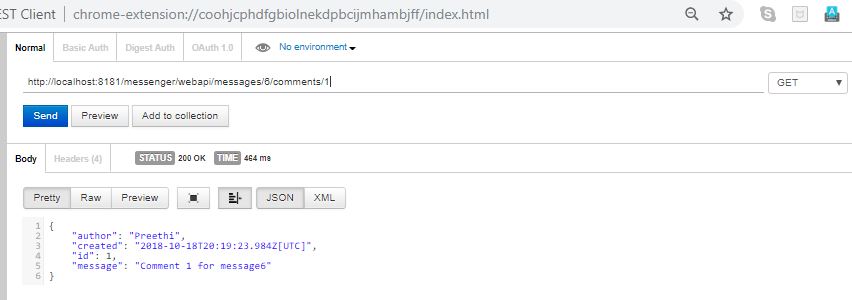 EST Client | chrome-extension://coohjcphdfgbiolnekdpbcijmhambjff/index.html
Normal Basic Auth Digest Auth OAuth 1.0 No environment
http://localhost:8181/messenger/webapi/messages/6/comments/1 GET
Send Preview Add to collection
Body Headers (4) STATUS 200 OK TIME 464 ms
Pretty Raw Preview JSON XML
1 {
2 "author": "Preethi",
3 "created": "2018-10-18T20:19:23.984Z[UTC]",
4 "id": 1,
5 "message": "Comment 1 for message6"
6 }